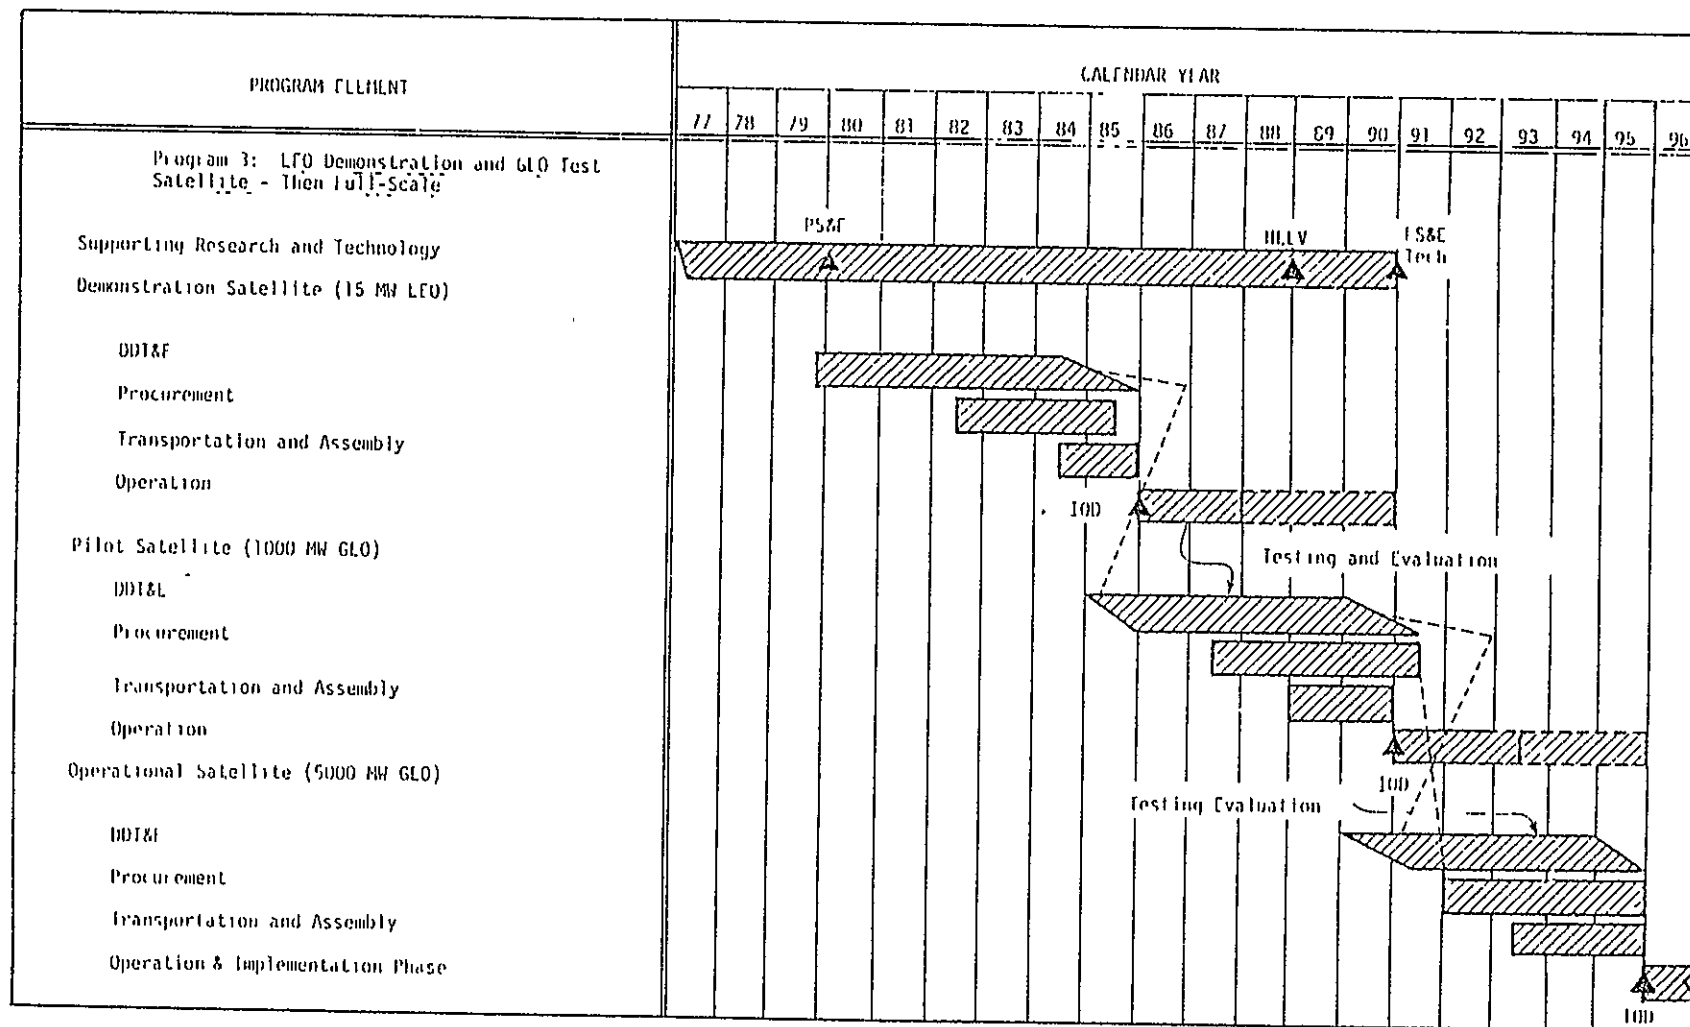 PROGRAM ELEMENT
CALENDAR YEAR
77 78 79 80 81 82 83 84 85 86 87 88 89 90 91 92 93 94 95 96
Program 3: LEO Demonstration and GEO Test
Satellite - Then Full-Scale
PS&E
HLLV
FS&E
Tech
Supporting Research and Technology
Demonstration Satellite (15 MW LEO)
DDT&E
Procurement
Transportation and Assembly
Operation
IOD
Pilot Satellite (1000 MW GEO)
Testing and Evaluation
DDT&E
Procurement
Transportation and Assembly
Operation
Operational Satellite (5000 MW GEO)
IOD
Testing Evaluation
DDT&E
Procurement
Transportation and Assembly
Operation & Implementation Phase
IOD